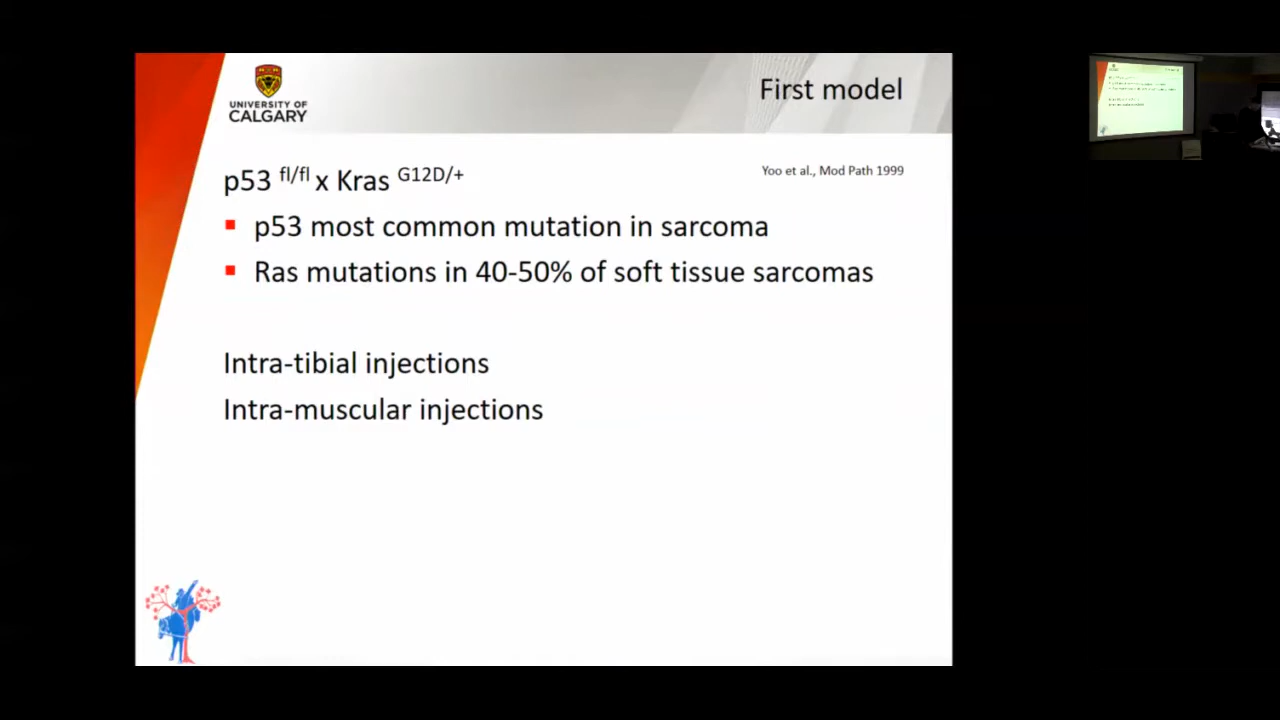 UNIVERSITY OF
CALGARY
First model
p53 fl/fl x Kras G12D/+
Yoo et al., Mod Path 1999
p53 most common mutation in sarcoma
Ras mutations in 40-50% of soft tissue sarcomas
Intra-tibial injections
Intra-muscular injections